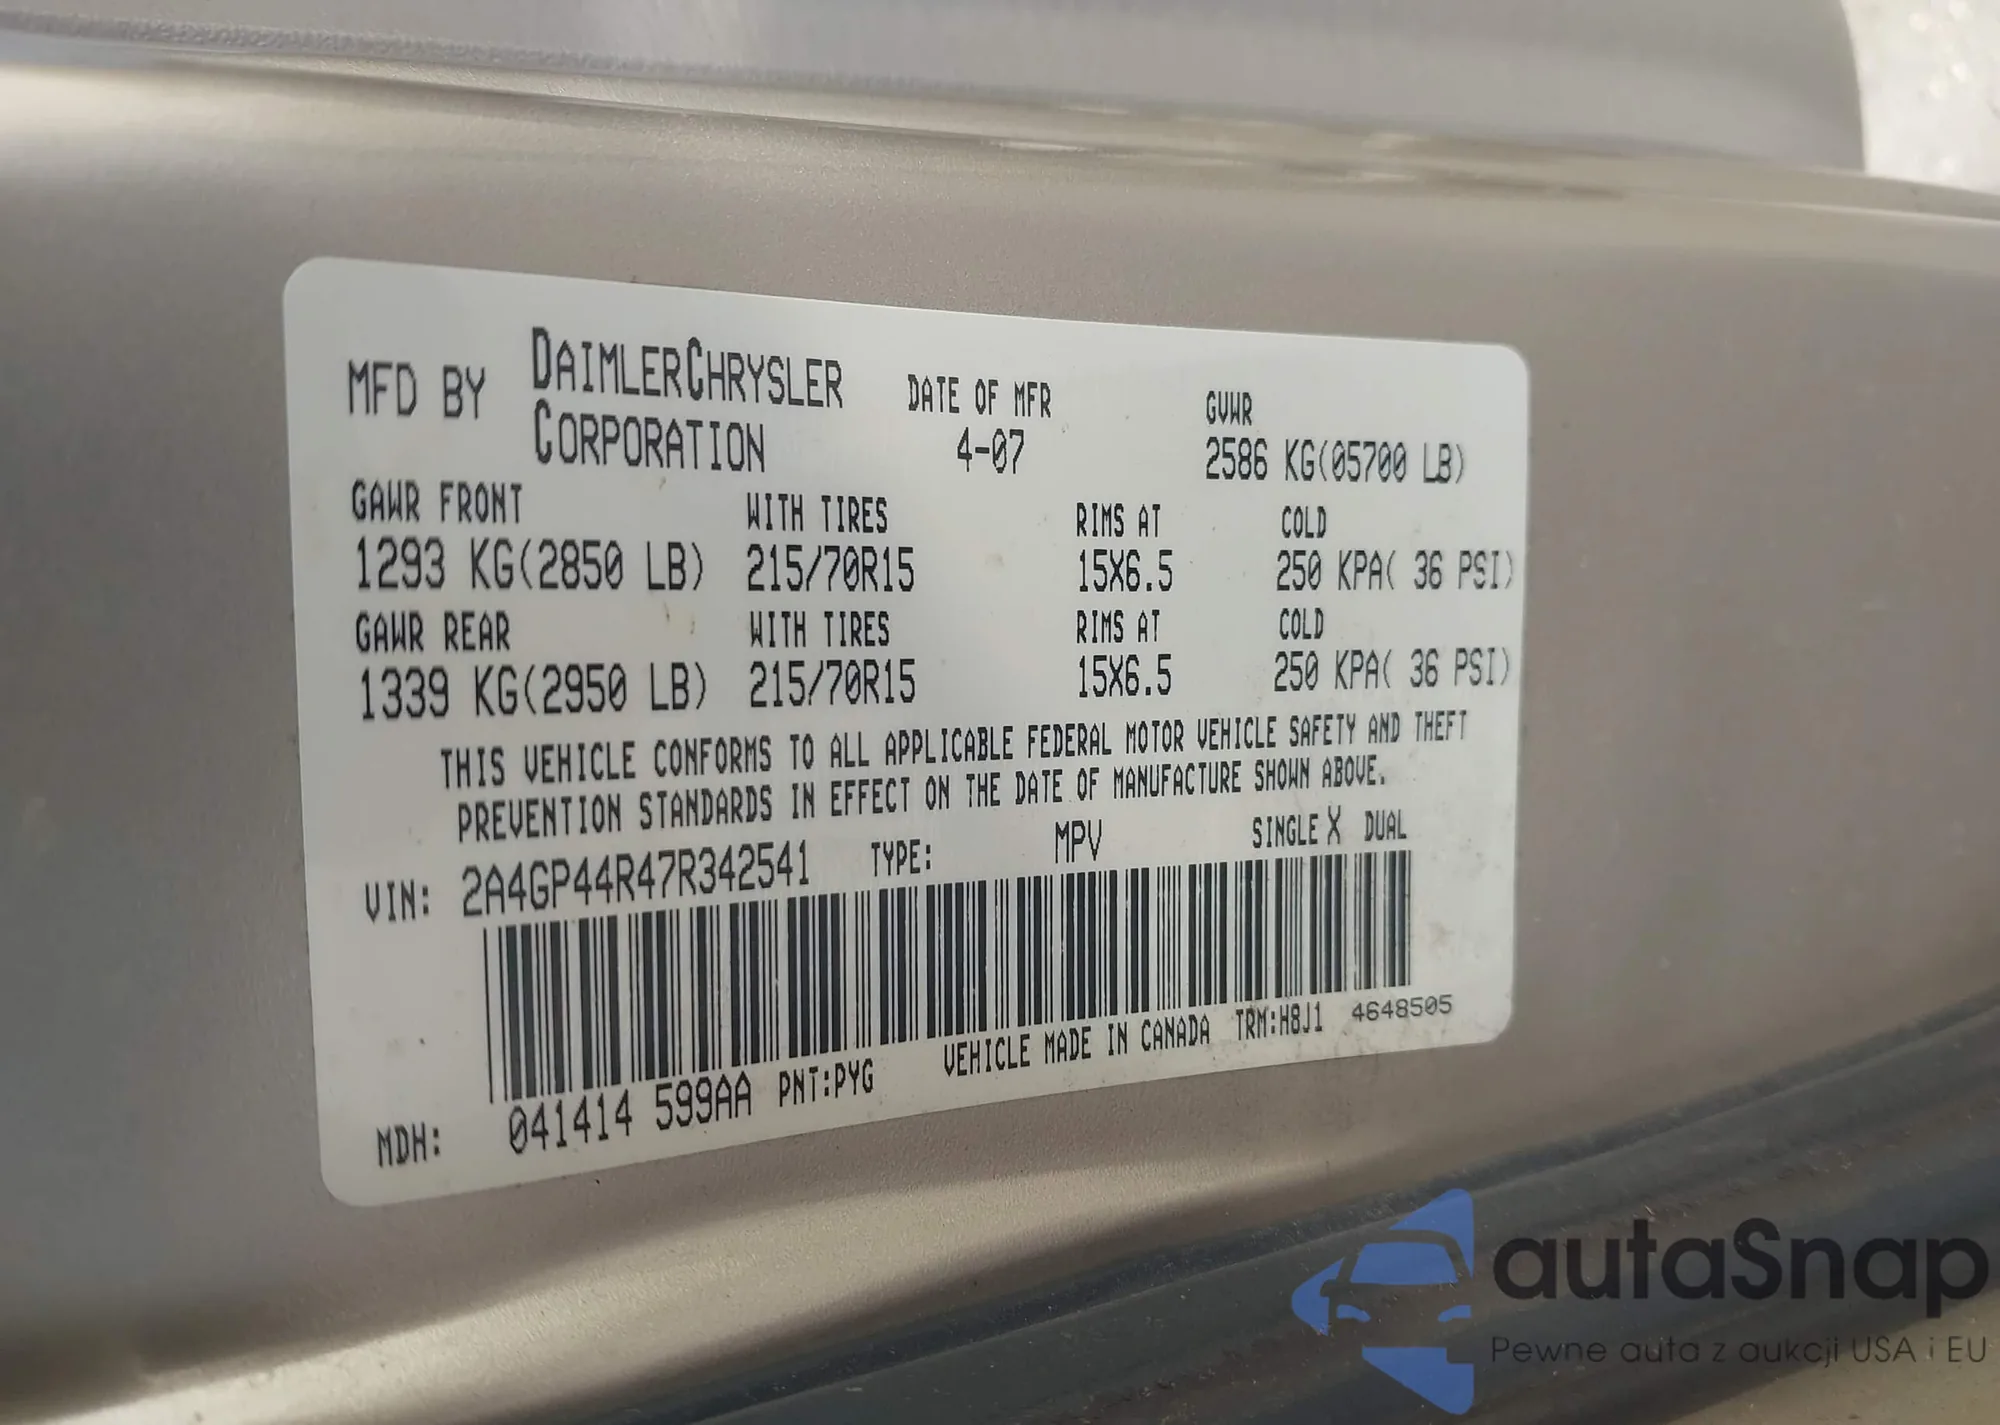 MFD BY DAIMLERCHRYSLER CORPORATION DATE OF MFR 4-07 GVWR 2586 KG(05700 LB)
GAWR FRONT WITH TIRES RIMS AT COLD
1293 KG(2850 LB) 215/70R15 15X6.5 250 KPA( 36 PSI)
GAWR REAR WITH TIRES RIMS AT COLD
1339 KG(2950 LB) 215/70R15 15X6.5 250 KPA( 36 PSI)
THIS VEHICLE CONFORMS TO ALL APPLICABLE FEDERAL MOTOR VEHICLE SAFETY AND THEFT
PREVENTION STANDARDS IN EFFECT ON THE DATE OF MANUFACTURE SHOWN ABOVE.
VIN: 2A4GP44R47R342541 TYPE: MPV SINGLE X DUAL
MDH: 041414 599AA PNT:PYG VEHICLE MADE IN CANADA TRM:H8J1 4648505
autaSnap
Pewne auta z aukcji USA i EU